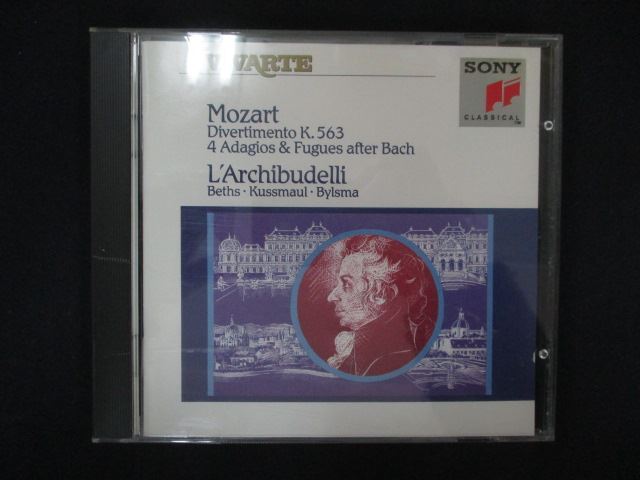 VIVARTE
SONY
CLASSICAL
Mozart
Divertimento K. 563
4 Adagios & Fugues after Bach
L'Archibudelli
Beths · Kussmaul · Bylsma